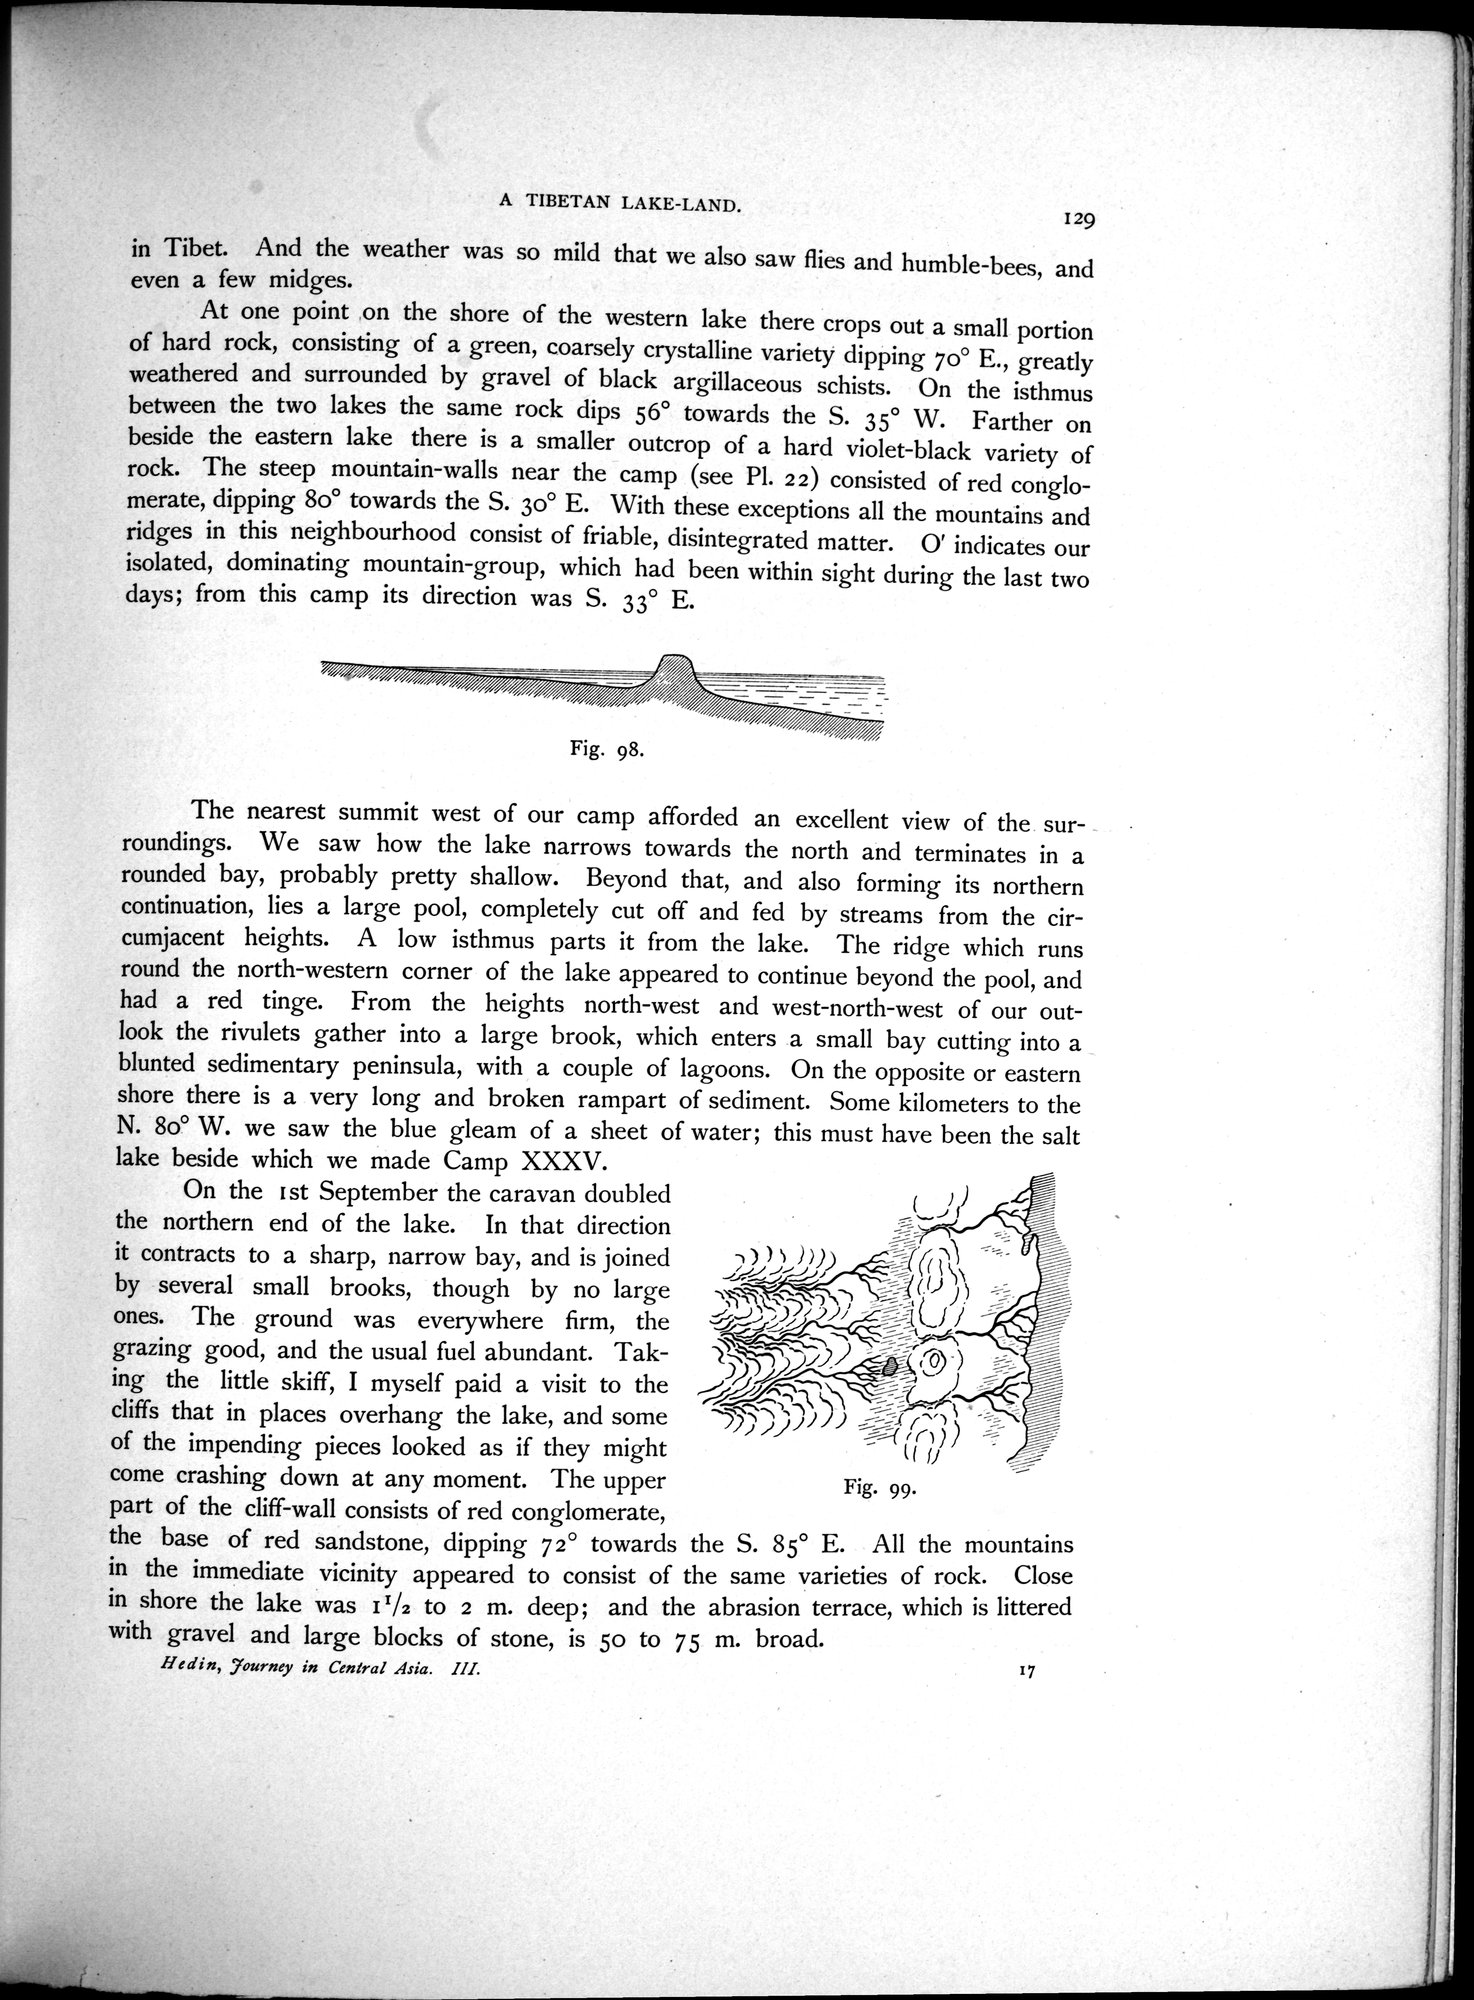 A TIBETAN LAKE-LAND.
129
in Tibet. And the weather was so mild that we also saw flies and humble-bees, and
even a few midges.
At one point on the shore of the western lake there crops out a small portion
of hard rock, consisting of a green, coarsely crystalline variety dipping 70° E., greatly
weathered and surrounded by gravel of black argillaceous schists. On the isthmus
between the two lakes the same rock dips 56° towards the S. 35° W. Farther on
beside the eastern lake there is a smaller outcrop of a hard violet-black variety of
rock. The steep mountain-walls near the camp (see Pl. 22) consisted of red conglo-
merate, dipping 80° towards the S. 30° E. With these exceptions all the mountains and
ridges in this neighbourhood consist of friable, disintegrated matter. O' indicates our
isolated, dominating mountain-group, which had been within sight during the last two
days; from this camp its direction was S. 33° E.
Fig. 98.
The nearest summit west of our camp afforded an excellent view of the sur-
roundings. We saw how the lake narrows towards the north and terminates in a
rounded bay, probably pretty shallow. Beyond that, and also forming its northern
continuation, lies a large pool, completely cut off and fed by streams from the cir-
cumjacent heights. A low isthmus parts it from the lake. The ridge which runs
round the north-western corner of the lake appeared to continue beyond the pool, and
had a red tinge. From the heights north-west and west-north-west of our out-
look the rivulets gather into a large brook, which enters a small bay cutting into a
blunted sedimentary peninsula, with a couple of lagoons. On the opposite or eastern
shore there is a very long and broken rampart of sediment. Some kilometers to the
N. 80° W. we saw the blue gleam of a sheet of water; this must have been the salt
lake beside which we made Camp XXXV.
On the 1st September the caravan doubled
the northern end of the lake. In that direction
it contracts to a sharp, narrow bay, and is joined
by several small brooks, though by no large
ones. The ground was everywhere firm, the
grazing good, and the usual fuel abundant. Tak-
ing the little skiff, I myself paid a visit to the
cliffs that in places overhang the lake, and some
of the impending pieces looked as if they might
come crashing down at any moment. The upper
part of the cliff-wall consists of red conglomerate,
Fig. 99.
the base of red sandstone, dipping 72° towards the S. 85° E. All the mountains
in the immediate vicinity appeared to consist of the same varieties of rock. Close
in shore the lake was 1 1/2 to 2 m. deep; and the abrasion terrace, which is littered
with gravel and large blocks of stone, is 50 to 75 m. broad.
Hedin, Journey in Central Asia. III.
17